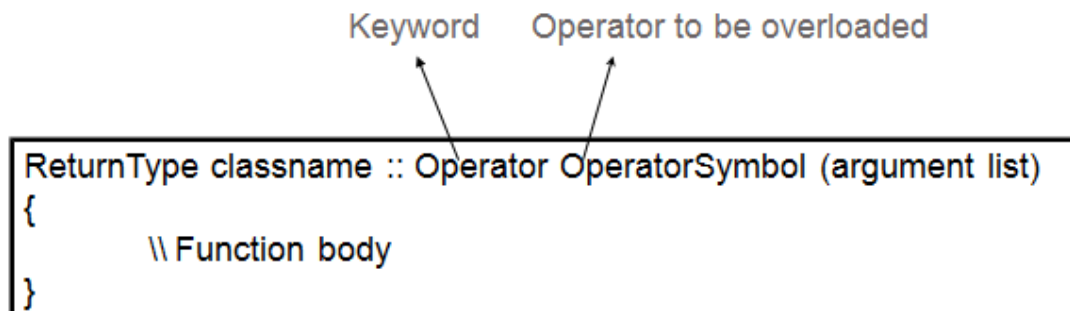 Keyword Operator to be overloaded
ReturnType classname :: Operator OperatorSymbol (argument list)
{
\\ Function body
}